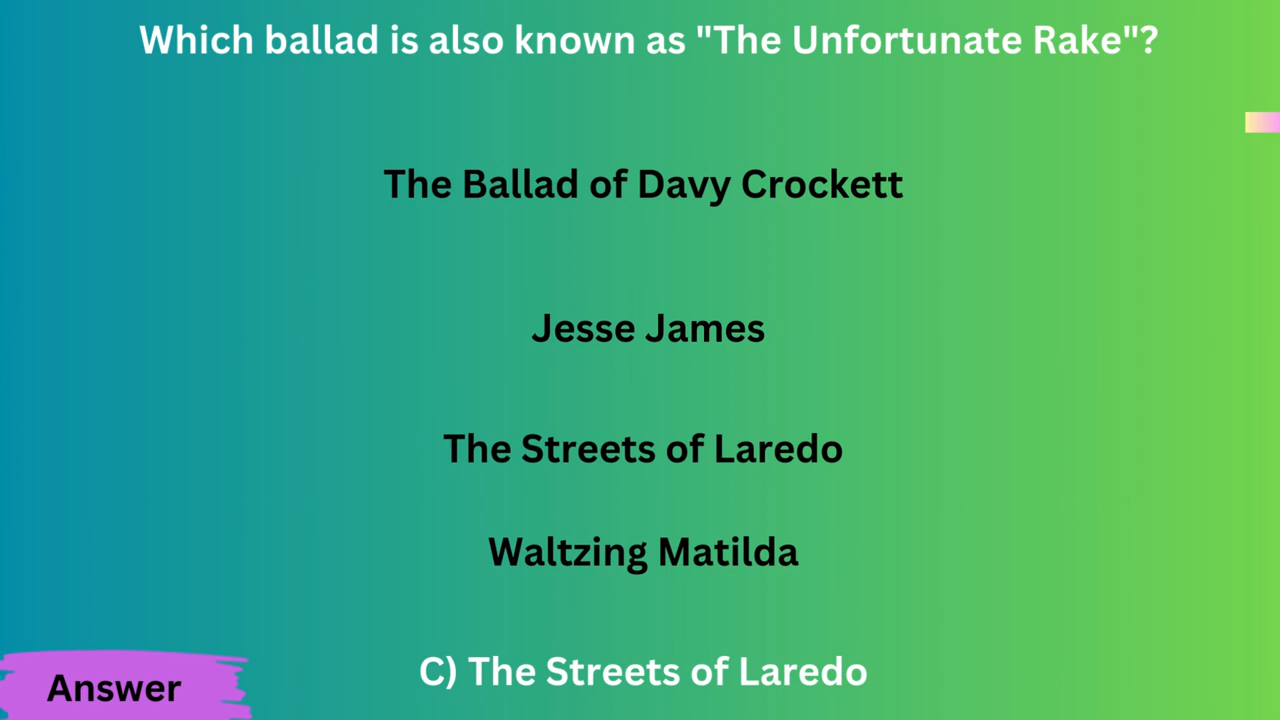 Which ballad is also known as "The Unfortunate Rake"?
The Ballad of Davy Crockett
Jesse James
The Streets of Laredo
Waltzing Matilda
C) The Streets of Laredo
Answer